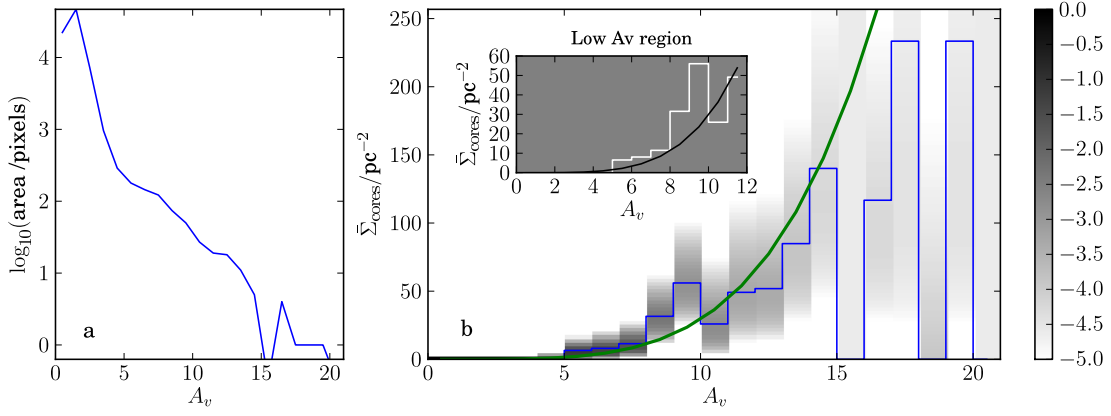 4
3
2
1
0
log₁₀(area /pixels)
a
0 5 10 15 20
Aᵥ
250
200
150
100
50
0
Σ̄cores/pc⁻²
Low Av region
60
50
40
30
20
10
0
Σ̄cores/pc⁻²
0 2 4 6 8 10 12
Aᵥ
b
0 5 10 15 20
Aᵥ
0.0
−0.5
−1.0
−1.5
−2.0
−2.5
−3.0
−3.5
−4.0
−4.5
−5.0